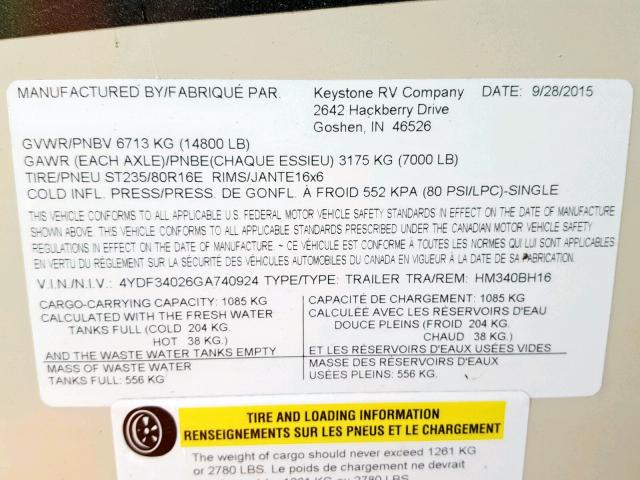 MANUFACTURED BY/FABRIQUÉ PAR. Keystone RV Company DATE: 9/28/2015
2642 Hackberry Drive
Goshen, IN 46526
GVWR/PNBV 6713 KG (14800 LB)
GAWR (EACH AXLE)/PNBE(CHAQUE ESSIEU) 3175 KG (7000 LB)
TIRE/PNEU ST235/80R16E RIMS/JANTE16x6
COLD INFL. PRESS/PRESS. DE GONFL. À FROID 552 KPA (80 PSI/LPC)-SINGLE
THIS VEHICLE CONFORMS TO ALL APPLICABLE U.S. FEDERAL MOTOR VEHICLE SAFETY STANDARDS IN EFFECT ON THE DATE OF MANUFACTURE
SHOWN ABOVE. THIS VEHICLE CONFORMS TO ALL APPLICABLE STANDARDS PRESCRIBED UNDER THE CANADIAN MOTOR VEHICLE SAFETY
REGULATIONS IN EFFECT ON THE DATE OF MANUFACTURE ~ CE VÉHICULE EST CONFORME À TOUTES LES NORMES QUI LUI SONT APPLICABLES
EN VERTU DU RÈGLEMENT SUR LA SÉCURITÉ DES VÉHICULES AUTOMOBILES DU CANADA EN VIGUEUR À LA DATE DE SA FABRICATION.
V.I.N./N.I.V.: 4YDF34026GA740924 TYPE/TYPE: TRAILER TRA/REM: HM340BH16
CARGO-CARRYING CAPACITY: 1085 KG
CALCULATED WITH THE FRESH WATER
TANKS FULL (COLD 204 KG.
HOT 38 KG.)
AND THE WASTE WATER TANKS EMPTY
MASS OF WASTE WATER
TANKS FULL: 556 KG
CAPACITÉ DE CHARGEMENT: 1085 KG
CALCULÉE AVEC LES RÉSERVOIRS D'EAU
DOUCE PLEINS (FROID 204 KG.
CHAUD 38 KG.)
ET LES RÉSERVOIRS D'EAUX USÉES VIDES
MASSE DES RÉSERVOIRS D'EAUX
USÉES PLEINS: 556 KG.
TIRE AND LOADING INFORMATION
RENSEIGNEMENTS SUR LES PNEUS ET LE CHARGEMENT
The weight of cargo should never exceed 1261 KG
or 2780 LBS. Le poids de chargement ne devrait
1261 KG ou 2780 LBS.